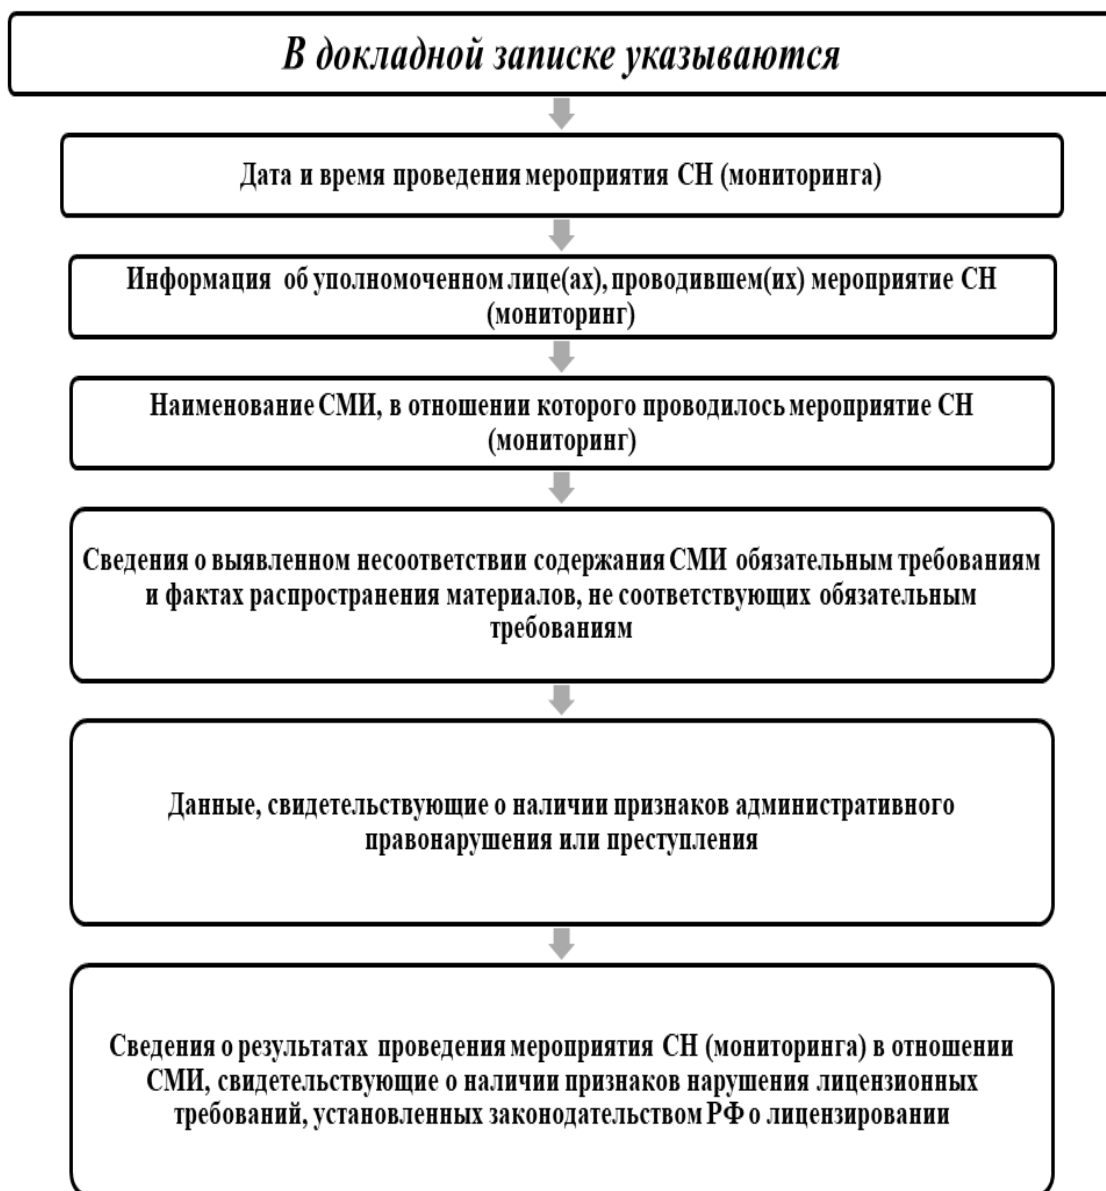 В докладной записке указываются
Дата и время проведения мероприятия СН (мониторинга)
Информация об уполномоченном лице(ах), проводившем(их) мероприятие СН
(мониторинг)
Наименование СМИ, в отношении которого проводилось мероприятие СН
(мониторинг)
Сведения о выявленном несоответствии содержания СМИ обязательным требованиям
и фактах распространения материалов, не соответствующих обязательным
требованиям
Данные, свидетельствующие о наличии признаков административного
правонарушения или преступления
Сведения о результатах проведения мероприятия СН (мониторинга) в отношении
СМИ, свидетельствующие о наличии признаков нарушения лицензионных
требований, установленных законодательством РФ о лицензировании